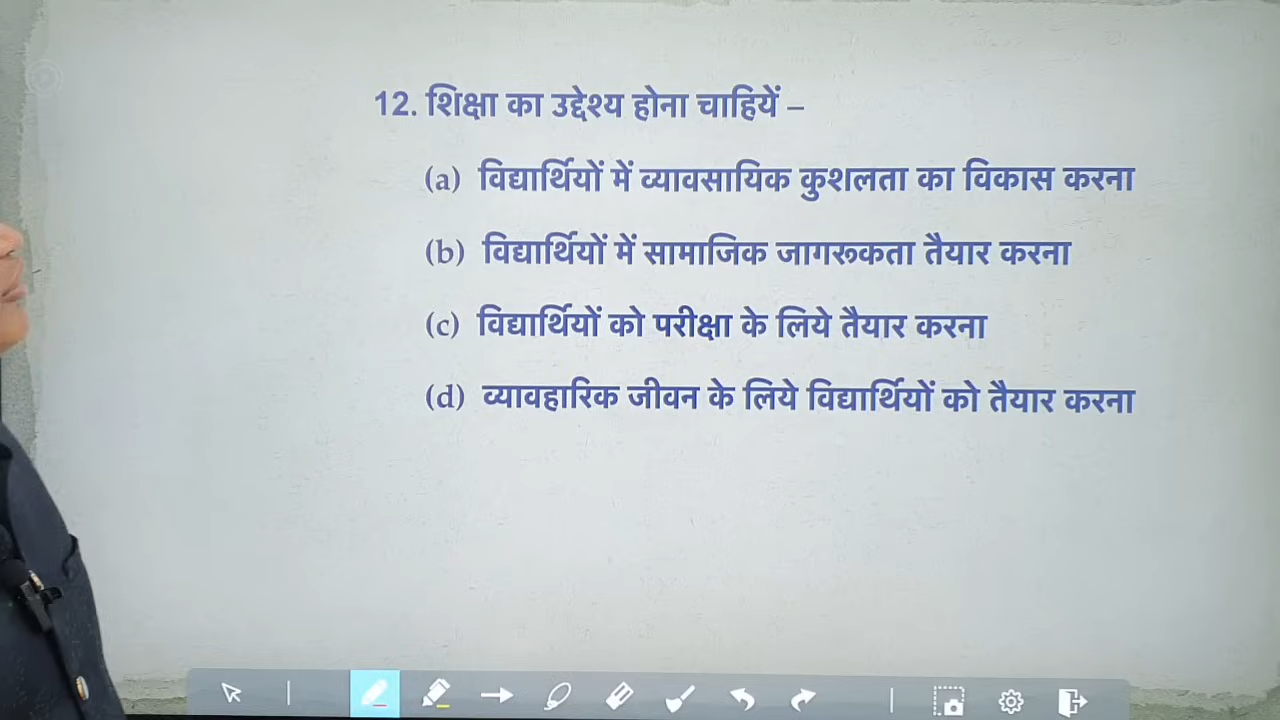 12. शिक्षा का उद्देश्य होना चाहियें –
(a) विद्यार्थियों में व्यावसायिक कुशलता का विकास करना
(b) विद्यार्थियों में सामाजिक जागरूकता तैयार करना
(c) विद्यार्थियों को परीक्षा के लिये तैयार करना
(d) व्यावहारिक जीवन के लिये विद्यार्थियों को तैयार करना